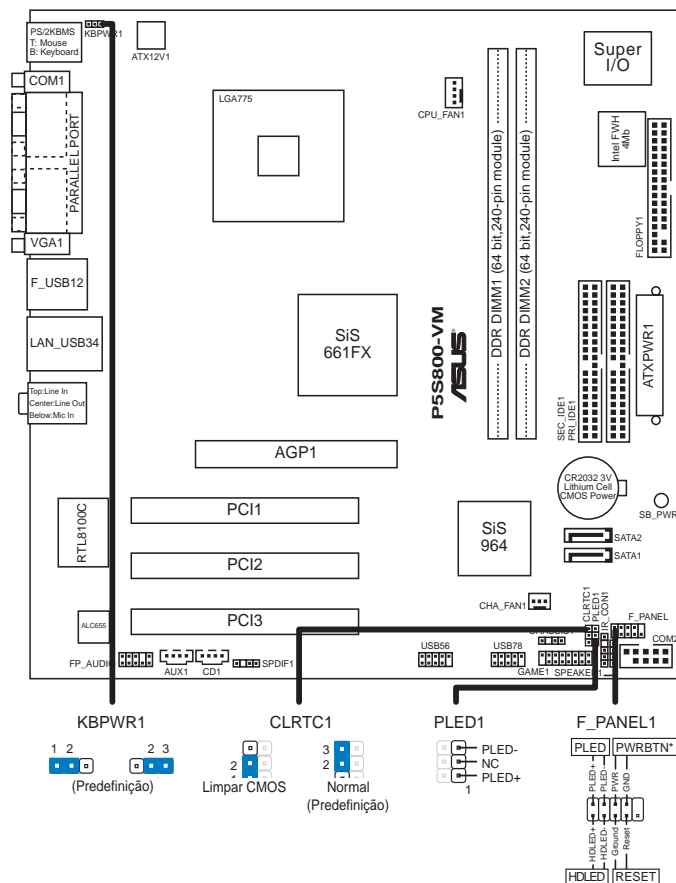 PS/2KBMS
T: Mouse
B: Keyboard
KBPWR1
ATX12V1
COM1
PARALLEL PORT
VGA1
F_USB12
LAN_USB34
Top:Line In
Center:Line Out
Below:Mic In
RTL8100C
ALC655
FP_AUDIO
AUX1
CD1
SPDIF1
LGA775
CPU_FAN1
DDR DIMM1 (64 bit,240-pin module)
DDR DIMM2 (64 bit,240-pin module)
Super
I/O
Intel FWH
4Mb
FLOPPY1
SiS
661FX
P5S800-VM
ASUS
SEC_IDE1
PRI_IDE1
ATXPWR1
AGP1
PCI1
PCI2
PCI3
CR2032 3V
Lithium Cell
CMOS Power
SB_PWR
SiS
964
SATA2
SATA1
CHA_FAN1
CLRTC1
PLED1
IR_CON1
F_PANEL
COM2
USB56
USB78
GAME1
SPEAKER1
KBPWR1
1 2
2 3
(Predefinição)
CLRTC1
2
Limpar CMOS
3
2
Normal
(Predefinição)
PLED1
PLED-
NC
PLED+
1
F_PANEL1
PLED
PWRBTN*
PLED+
PLED-
PWR
GND
HDLED+
HDLED-
Ground
Reset
HDLED
RESET